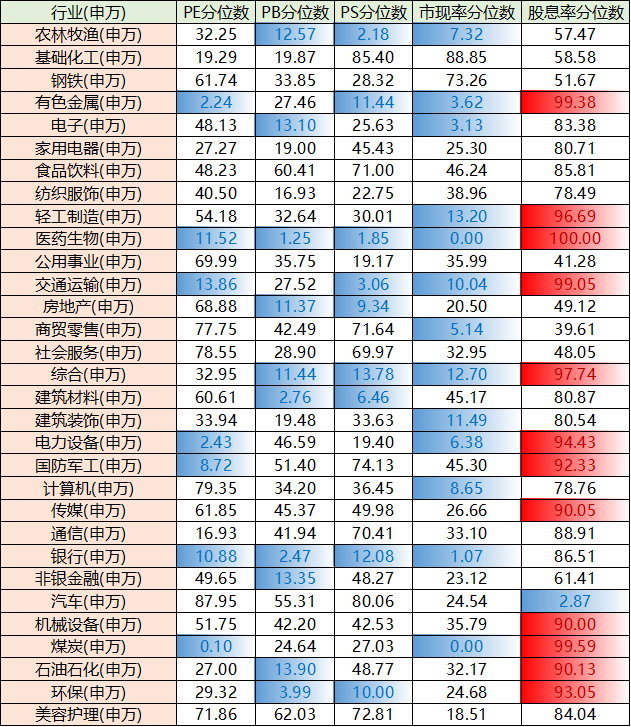 行业(申万) PE分位数 PB分位数 PS分位数 市现率分位数 股息率分位数
农林牧渔(申万) 32.25 12.57 2.18 7.32 57.47
基础化工(申万) 19.29 19.87 85.40 88.85 58.58
钢铁(申万) 61.74 33.85 28.32 73.26 51.67
有色金属(申万) 2.24 27.46 11.44 3.62 99.38
电子(申万) 48.13 13.10 25.63 3.13 83.38
家用电器(申万) 27.27 19.00 45.43 25.30 80.71
食品饮料(申万) 48.23 60.41 71.00 46.24 85.81
纺织服饰(申万) 40.50 16.93 22.75 38.96 78.49
轻工制造(申万) 54.18 32.64 30.01 13.20 96.69
医药生物(申万) 11.52 1.25 1.85 0.00 100.00
公用事业(申万) 69.99 35.75 19.17 35.99 41.28
交通运输(申万) 13.86 27.52 3.06 10.04 99.05
房地产(申万) 68.88 11.37 9.34 20.50 49.12
商贸零售(申万) 77.75 42.49 71.64 5.14 39.61
社会服务(申万) 78.55 28.90 69.97 32.95 48.05
综合(申万) 32.95 11.44 13.78 12.70 97.74
建筑材料(申万) 60.61 2.76 6.46 45.17 80.87
建筑装饰(申万) 33.94 19.48 33.63 11.49 80.54
电力设备(申万) 2.43 46.59 19.40 6.38 94.43
国防军工(申万) 8.72 51.40 74.13 45.30 92.33
计算机(申万) 79.35 34.20 36.45 8.65 78.76
传媒(申万) 61.85 45.37 49.98 26.66 90.05
通信(申万) 16.93 41.94 70.41 33.10 88.91
银行(申万) 10.88 2.47 12.08 1.07 86.51
非银金融(申万) 49.65 13.35 48.27 23.12 61.41
汽车(申万) 87.95 55.31 80.06 24.54 2.87
机械设备(申万) 51.75 42.20 42.53 35.79 90.00
煤炭(申万) 0.10 24.64 27.03 0.00 99.59
石油石化(申万) 27.00 13.90 48.77 32.17 90.13
环保(申万) 29.32 3.99 10.00 24.68 93.05
美容护理(申万) 71.86 62.03 72.81 18.51 84.04